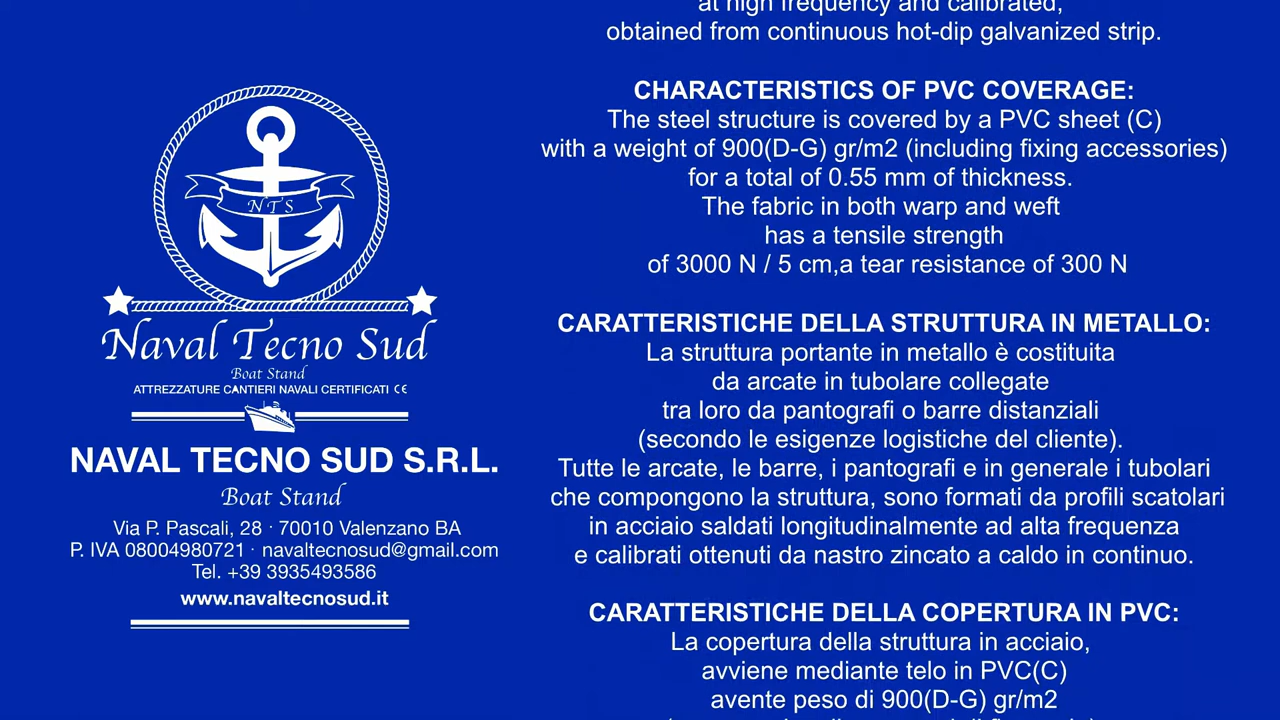 NTS
Naval Tecno Sud
Boat Stand
ATTREZZATURE CANTIERI NAVALI CERTIFICATI CE
NAVAL TECNO SUD S.R.L.
Boat Stand
Via P. Pascali, 28 · 70010 Valenzano BA
P. IVA 08004980721 · navaltecnosud@gmail.com
Tel. +39 3935493586
www.navaltecnosud.it
at high frequency and calibrated,
obtained from continuous hot-dip galvanized strip.
CHARACTERISTICS OF PVC COVERAGE:
The steel structure is covered by a PVC sheet (C)
with a weight of 900(D-G) gr/m2 (including fixing accessories)
for a total of 0.55 mm of thickness.
The fabric in both warp and weft
has a tensile strength
of 3000 N / 5 cm,a tear resistance of 300 N
CARATTERISTICHE DELLA STRUTTURA IN METALLO:
La struttura portante in metallo è costituita
da arcate in tubolare collegate
tra loro da pantografi o barre distanziali
(secondo le esigenze logistiche del cliente).
Tutte le arcate, le barre, i pantografi e in generale i tubolari
che compongono la struttura, sono formati da profili scatolari
in acciaio saldati longitudinalmente ad alta frequenza
e calibrati ottenuti da nastro zincato a caldo in continuo.
CARATTERISTICHE DELLA COPERTURA IN PVC:
La copertura della struttura in acciaio,
avviene mediante telo in PVC(C)
avente peso di 900(D-G) gr/m2